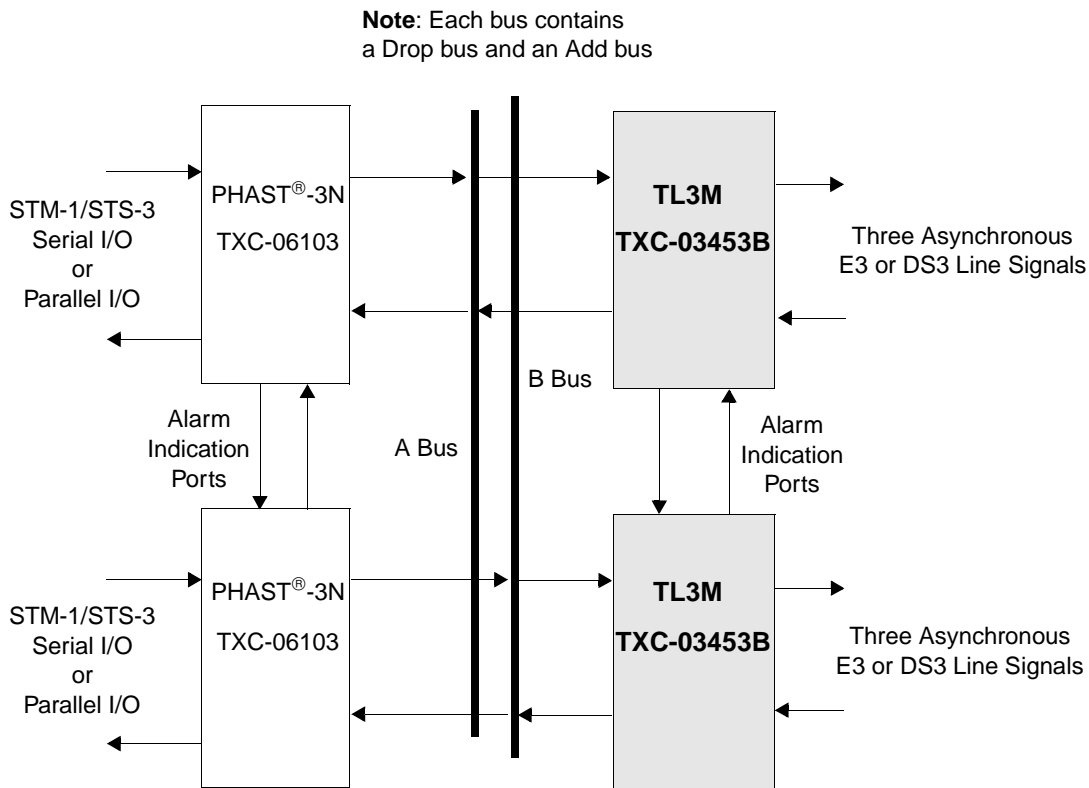 Note: Each bus contains
a Drop bus and an Add bus
STM-1/STS-3
Serial I/O
or
Parallel I/O
PHAST®-3N
TXC-06103
TL3M
TXC-03453B
Three Asynchronous
E3 or DS3 Line Signals
Alarm
Indication
Ports
A Bus
B Bus
Alarm
Indication
Ports
STM-1/STS-3
Serial I/O
or
Parallel I/O
PHAST®-3N
TXC-06103
TL3M
TXC-03453B
Three Asynchronous
E3 or DS3 Line Signals